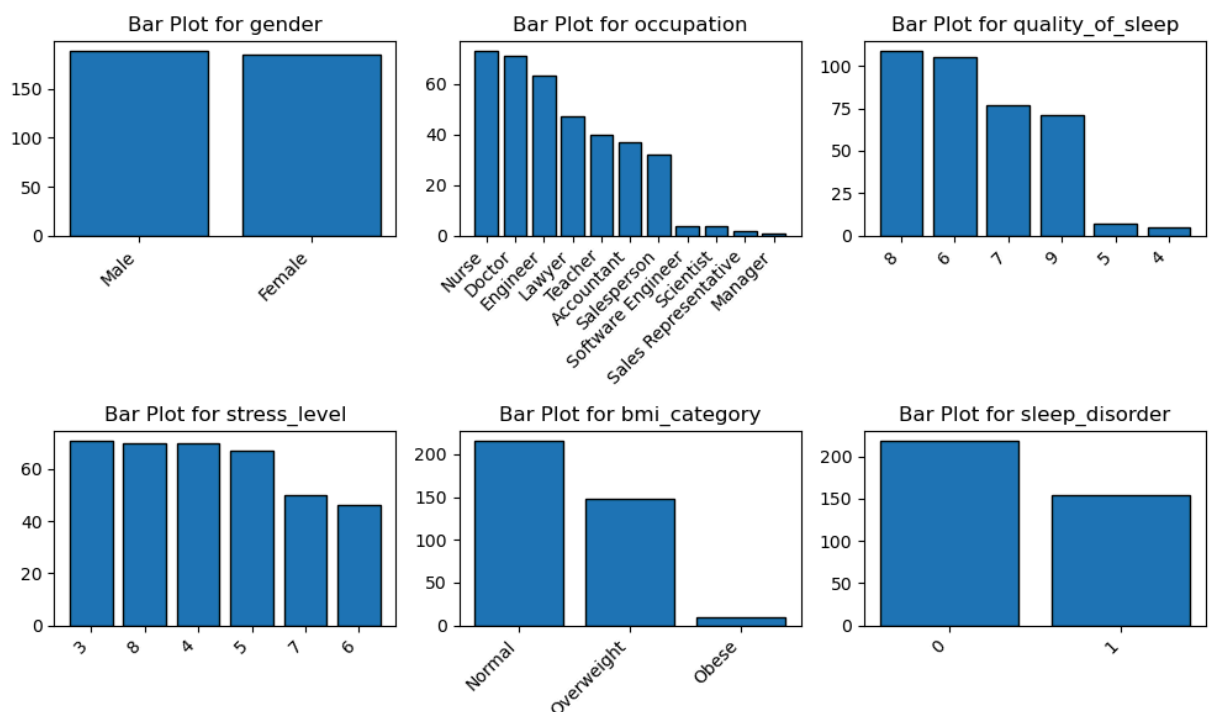 Bar Plot for gender
150
100
50
0
Male
Female
Bar Plot for occupation
60
40
20
0
Nurse
Doctor
Engineer
Lawyer
Teacher
Accountant
Salesperson
Software Engineer
Scientist
Sales Representative
Manager
Bar Plot for quality_of_sleep
100
75
50
25
0
8
6
7
9
5
4
Bar Plot for stress_level
60
40
20
0
3
8
4
5
7
6
Bar Plot for bmi_category
200
150
100
50
0
Normal
Overweight
Obese
Bar Plot for sleep_disorder
200
150
100
50
0
0
1